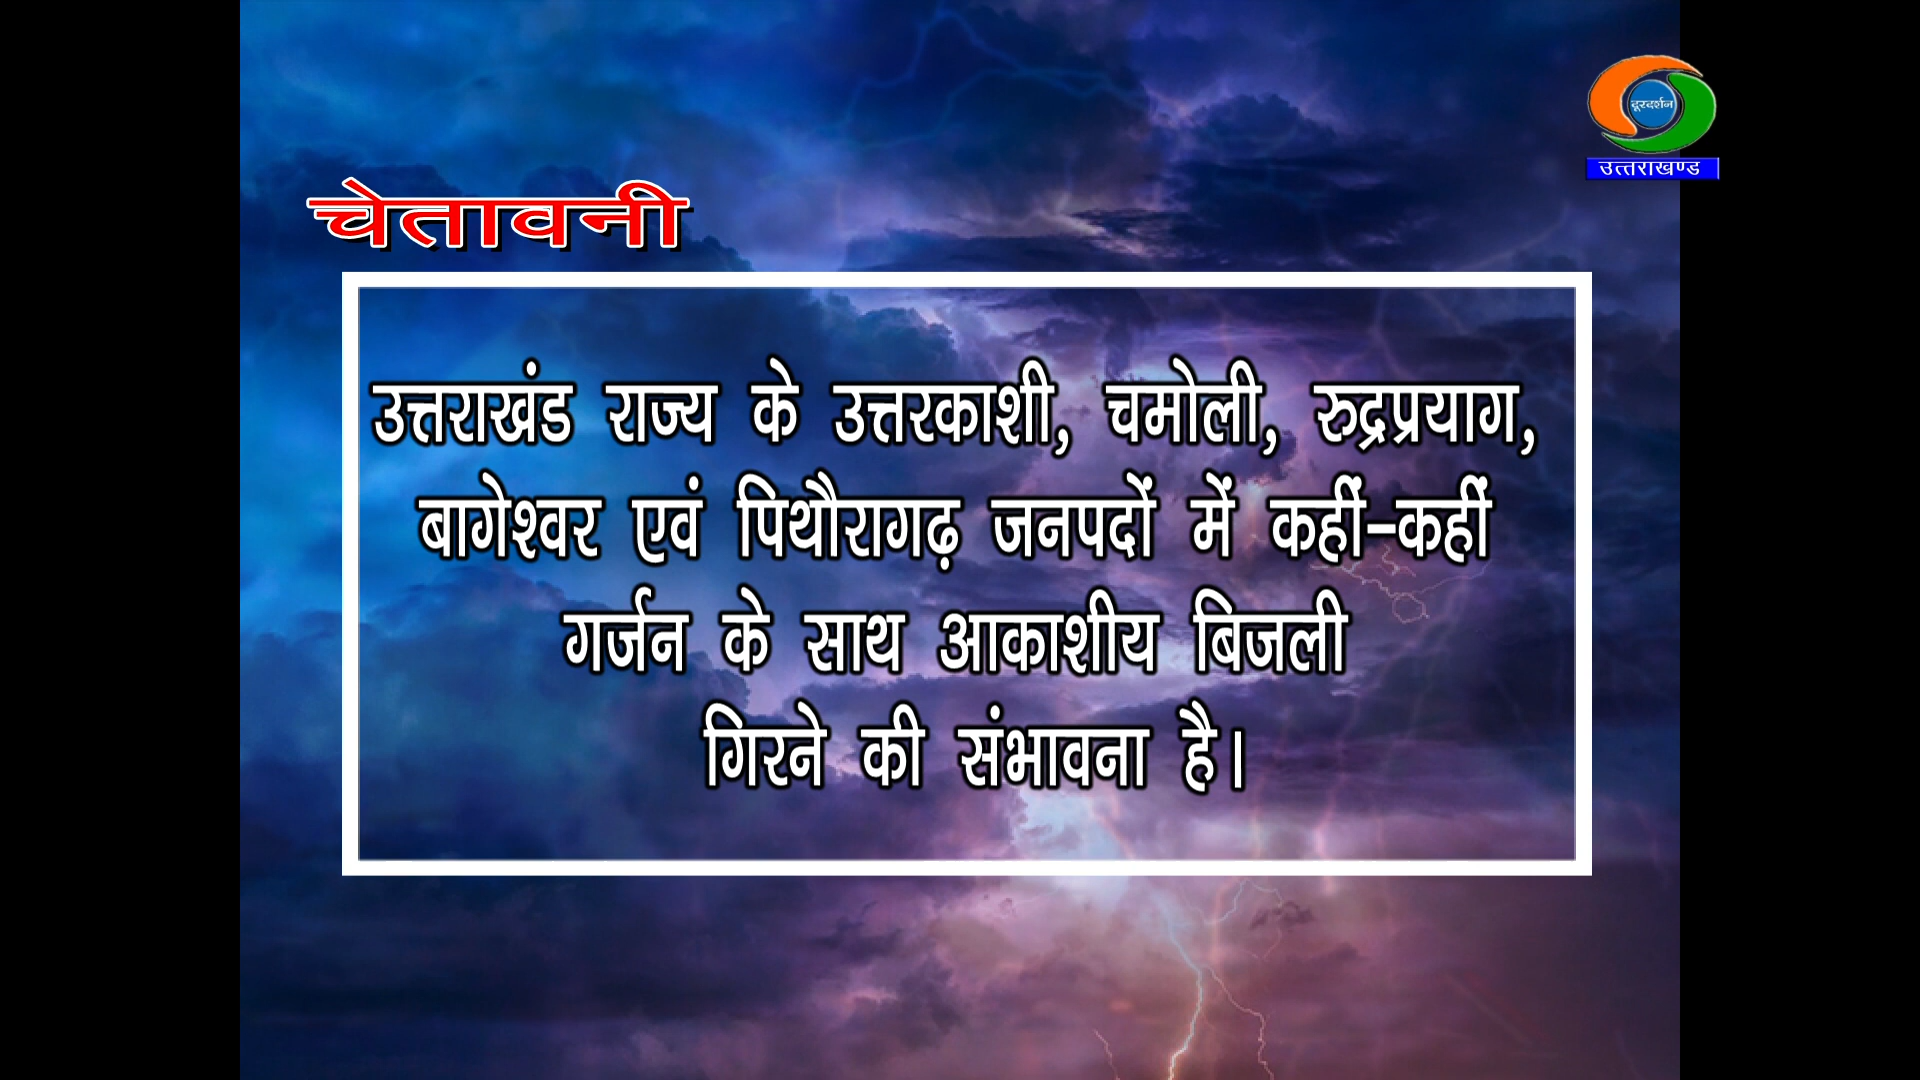 दूरदर्शन
उत्तराखण्ड
चेतावनी
उत्तराखंड राज्य के उत्तरकाशी, चमोली, रुद्रप्रयाग,
बागेश्वर एवं पिथौरागढ़ जनपदों में कहीं-कहीं
गर्जन के साथ आकाशीय बिजली
गिरने की संभावना है।